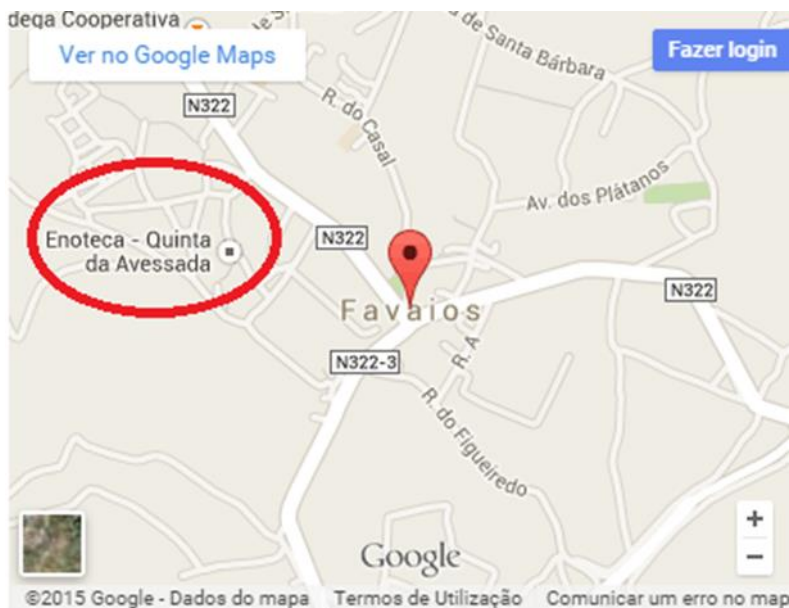 dega Cooperativa
Ver no Google Maps
de Santa Bárbara
Fazer login
N322
R. do Casal
Av. dos Plátanos
Enoteca - Quinta
da Avessada
N322
N322
Favaios
N322-3
R. A
R. do Figueiredo
+
Google
−
©2015 Google - Dados do mapa
Termos de Utilização
Comunicar um erro no map